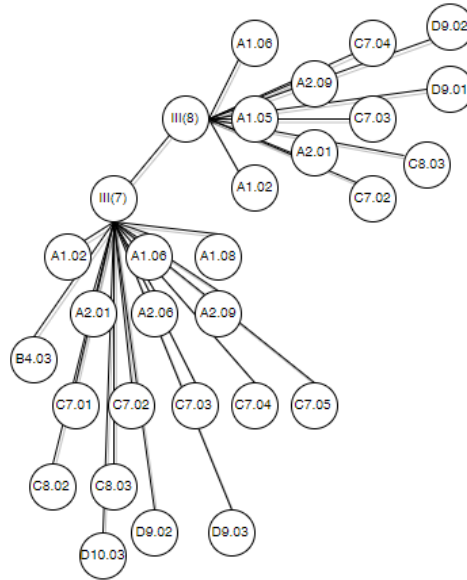 D9.02
A1.06
C7.04
A2.09
D9.01
III(8)
A1.05
C7.03
A2.01
C8.03
A1.02
C7.02
III(7)
A1.02
A1.06
A1.08
A2.01
A2.06
A2.09
B4.03
C7.01
C7.02
C7.03
C7.04
C7.05
C8.02
C8.03
D9.02
D9.03
D10.03